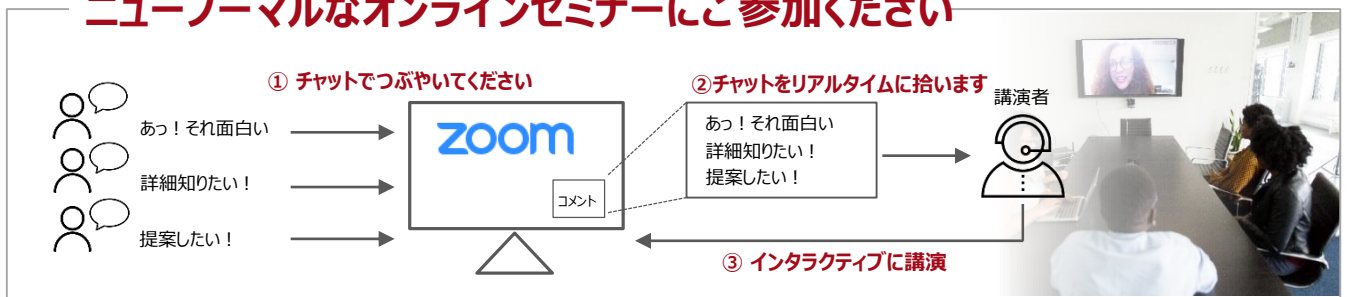 ニューノーマルなオンラインセミナーにご参加ください
① チャットでつぶやいてください
②チャットをリアルタイムに拾います
講演者
あっ！それ面白い
詳細知りたい！
提案したい！
zoom
コメント
あっ！それ面白い
詳細知りたい！
提案したい！
③ インタラクティブに講演